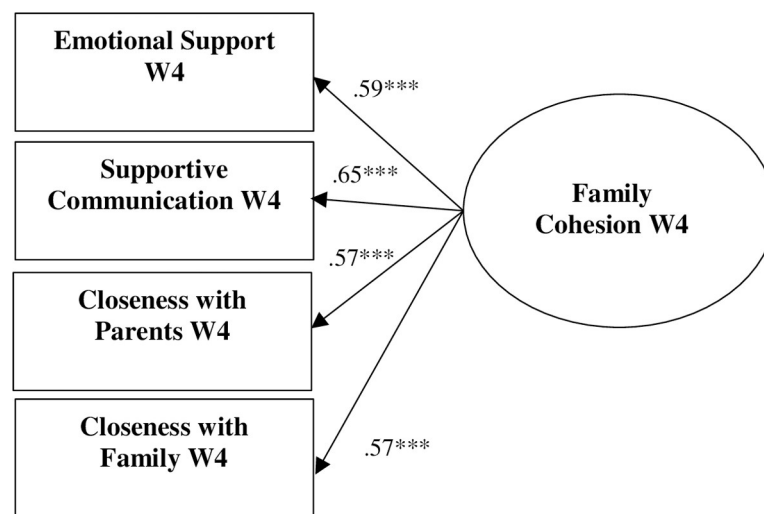 Emotional Support
W4
.59***
Supportive
Communication W4
.65***
Family
Cohesion W4
.57***
Closeness with
Parents W4
Closeness with
Family W4
.57***